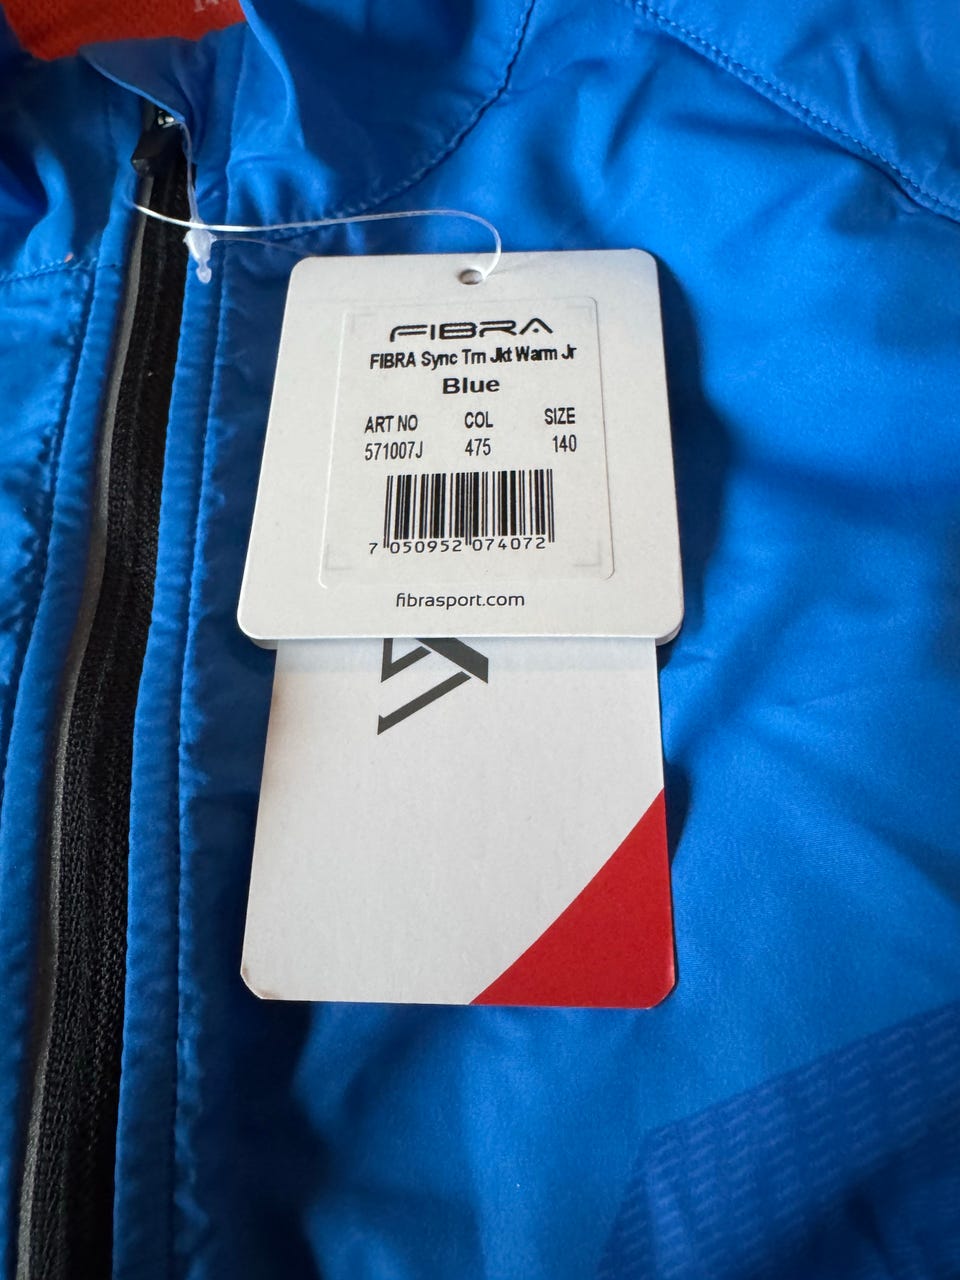 FIBRA
FIBRA Sync Trn Jkt Warm Jr
Blue
ART NO COL SIZE
571007J 475 140
7 050952 074072
fibrasport.com